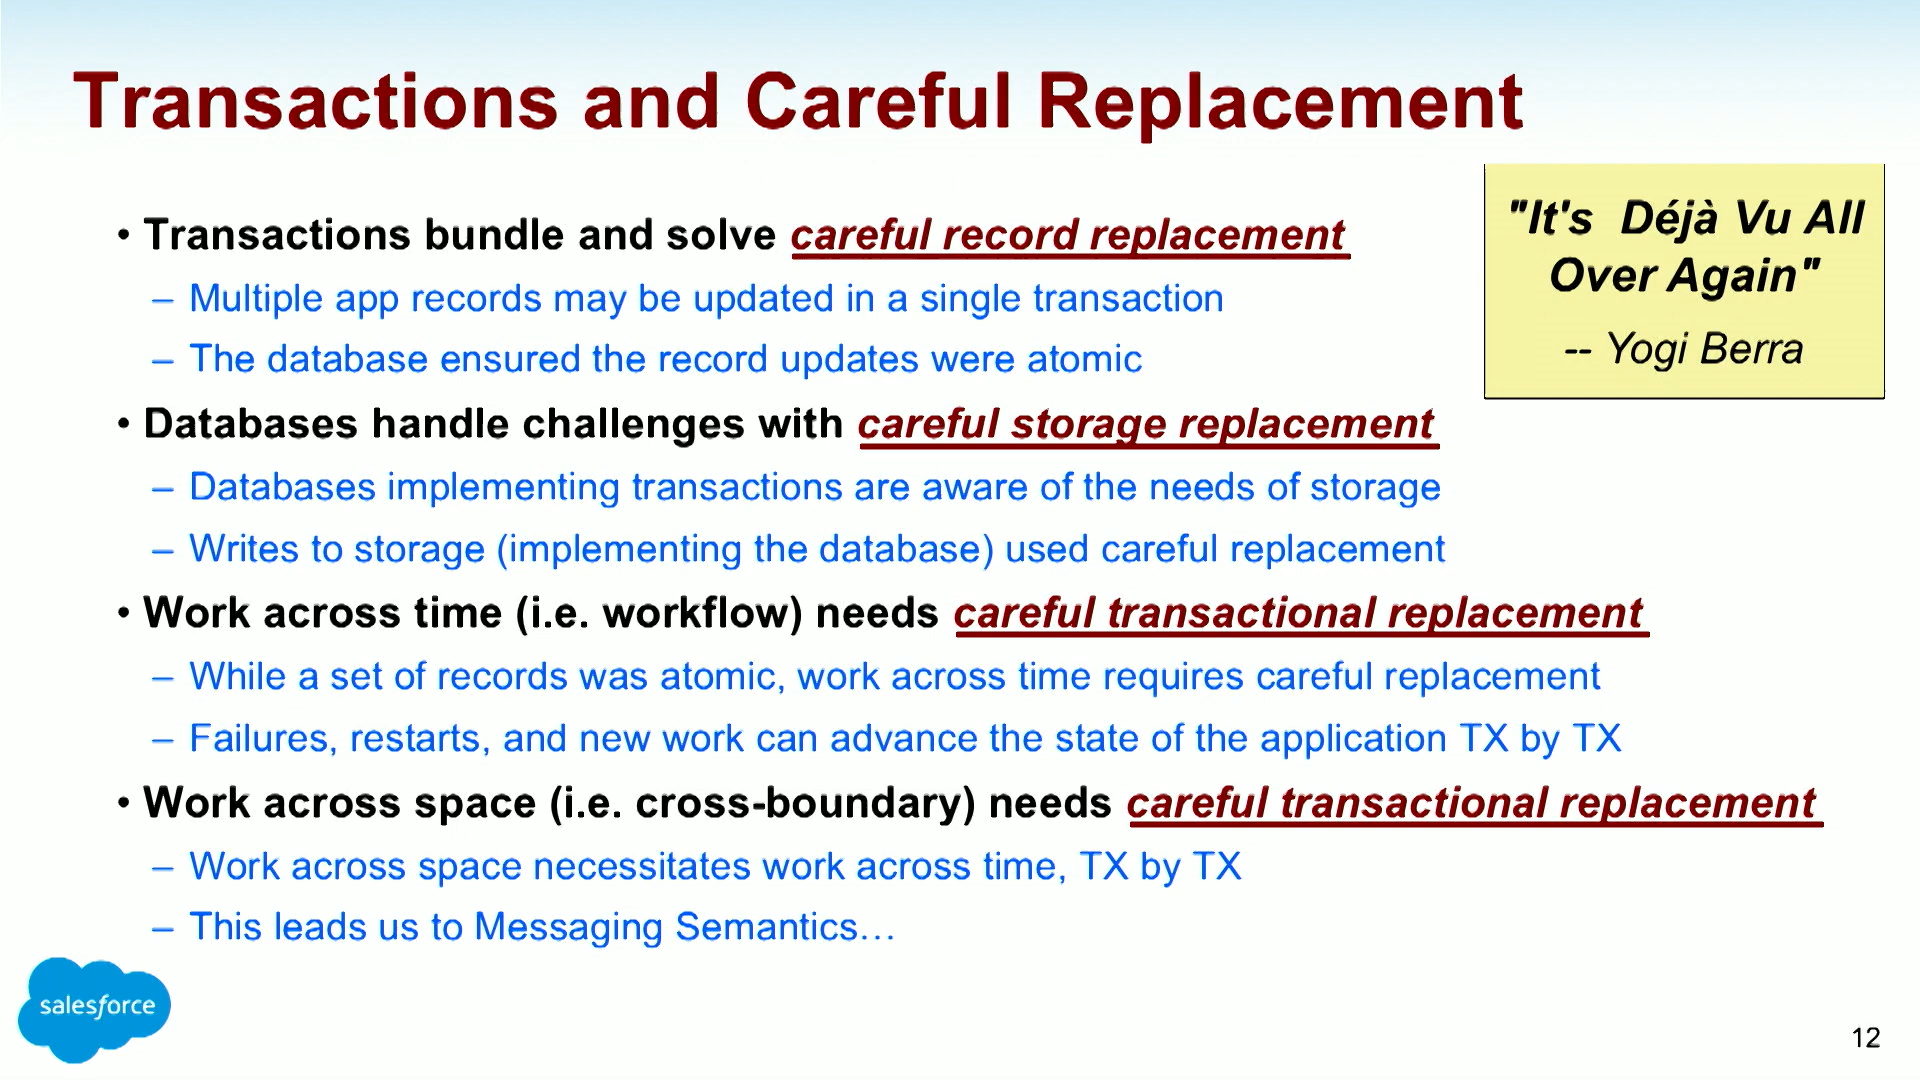 Transactions and Careful Replacement
• Transactions bundle and solve careful record replacement
– Multiple app records may be updated in a single transaction
– The database ensured the record updates were atomic
• Databases handle challenges with careful storage replacement
– Databases implementing transactions are aware of the needs of storage
– Writes to storage (implementing the database) used careful replacement
• Work across time (i.e. workflow) needs careful transactional replacement
– While a set of records was atomic, work across time requires careful replacement
– Failures, restarts, and new work can advance the state of the application TX by TX
• Work across space (i.e. cross-boundary) needs careful transactional replacement
– Work across space necessitates work across time, TX by TX
– This leads us to Messaging Semantics…
"It's Déjà Vu All
Over Again"
-- Yogi Berra
salesforce
12